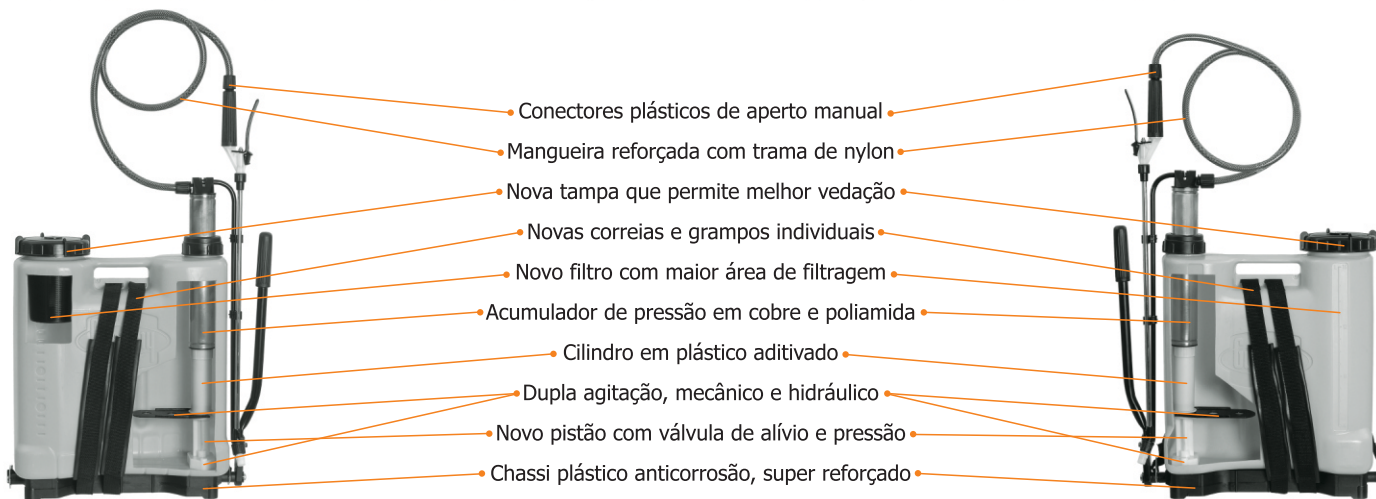 Conectores plásticos de aperto manual
Mangueira reforçada com trama de nylon
Nova tampa que permite melhor vedação
Novas correias e grampos individuais
Novo filtro com maior área de filtragem
Acumulador de pressão em cobre e poliamida
Cilindro em plástico aditivado
Dupla agitação, mecânico e hidráulico
Novo pistão com válvula de alívio e pressão
Chassi plástico anticorrosão, super reforçado